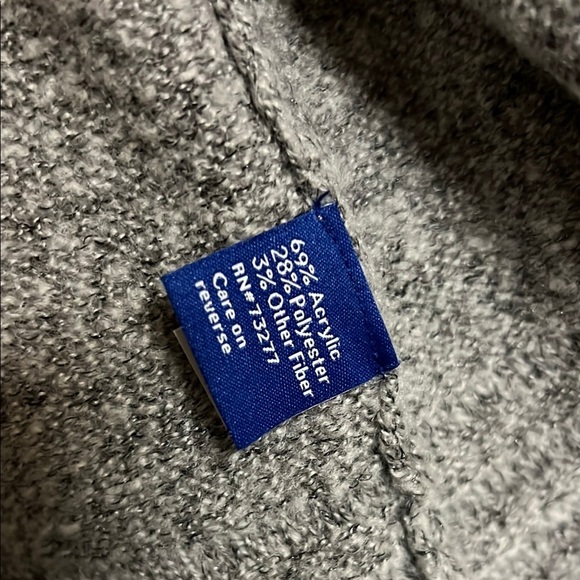 69% Acrylic
28% Polyester
3% Other Fiber
RN# 73277
Care on
reverse